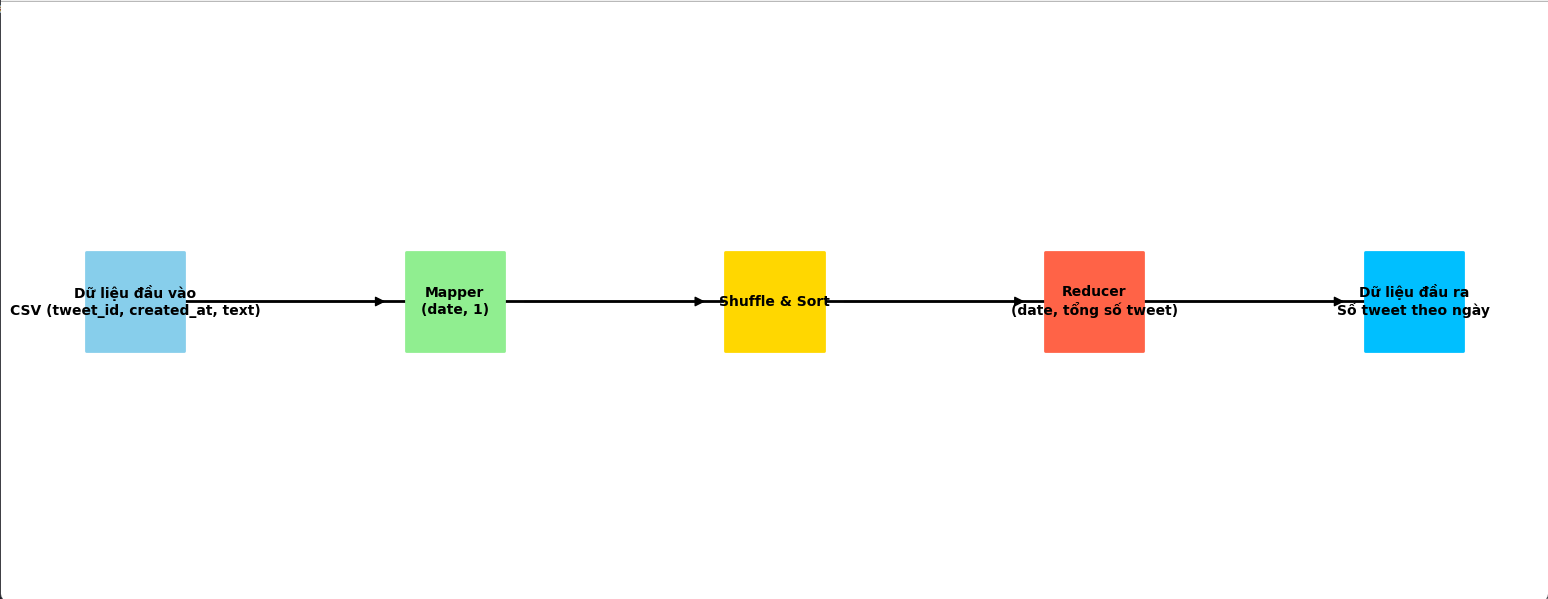 Dữ liệu đầu vào
CSV (tweet_id, created_at, text)
Mapper
(date, 1)
Shuffle & Sort
Reducer
(date, tổng số tweet)
Dữ liệu đầu ra
Số tweet theo ngày